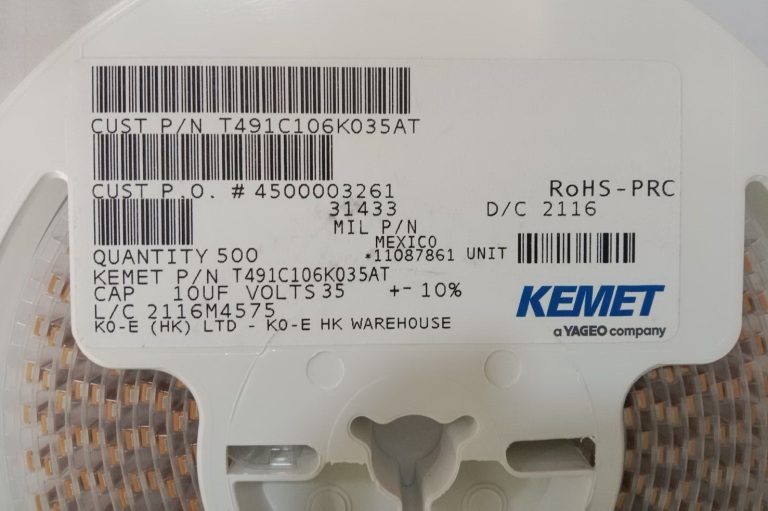 CUST P/N T491C106K035AT
CUST P.O. # 4500003261 RoHS-PRC
31433 D/C 2116
MIL P/N
MEXICO
QUANTITY 500 *11087861 UNIT
KEMET P/N T491C106K035AT
CAP 10UF VOLTS 35 +- 10%
L/C 2116M4575
KO-E (HK) LTD - KO-E HK WAREHOUSE
KEMET
a YAGEO company